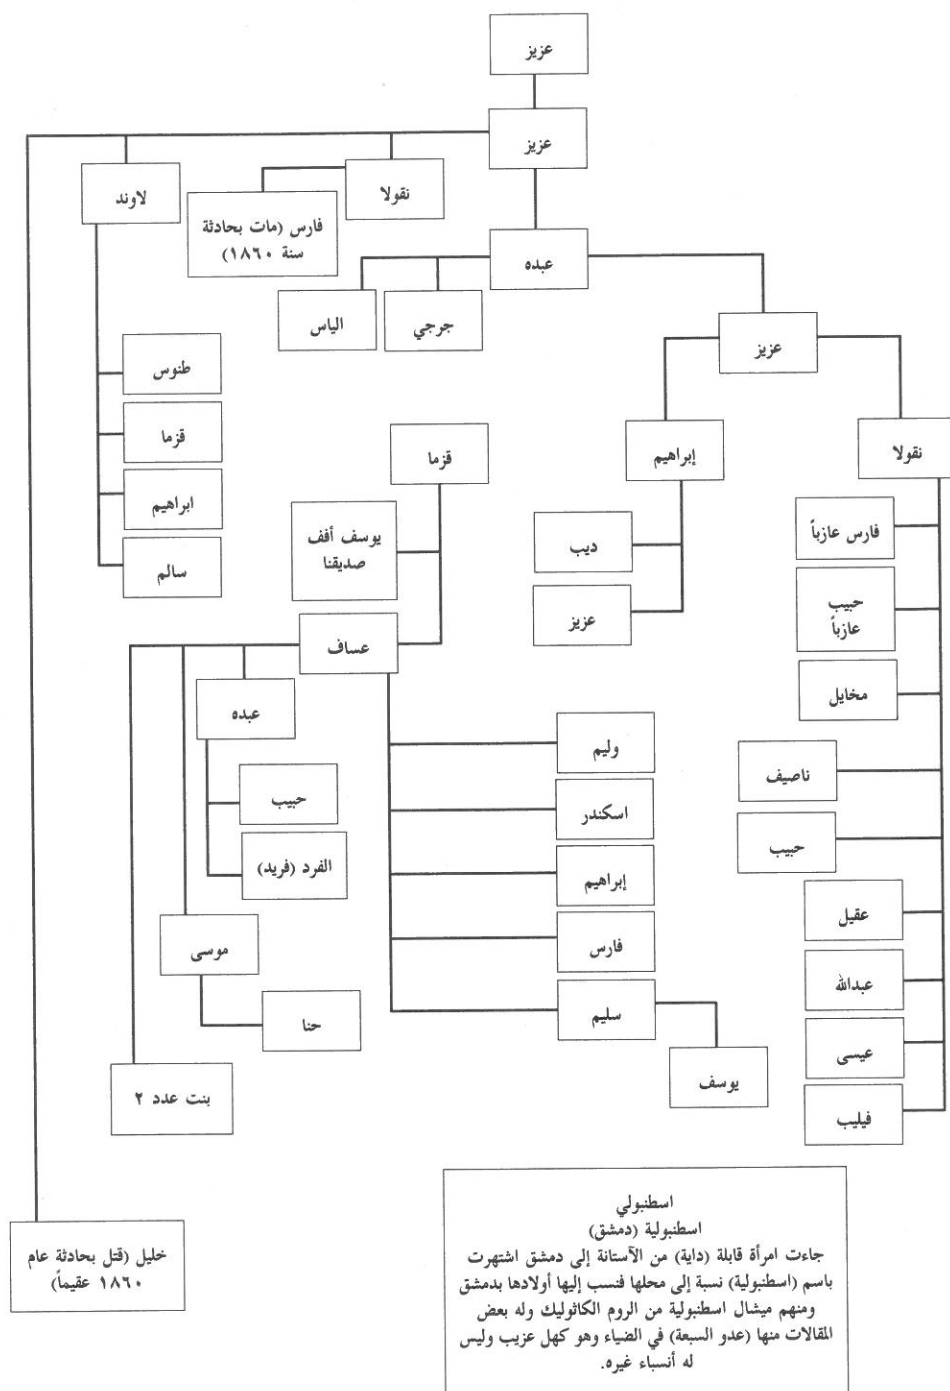 عزيز
عزيز
نقولا
لاوند
فارس (مات بحادثة
سنة ١٨٦٠)
عبده
جرجي
الياس
عزيز
طنوس
قزما
ابراهيم
سالم
نقولا
إبراهيم
قزما
فارس عازباً
حبيب
عازباً
مخايل
ناصيف
حبيب
عقيل
عبدالله
عيسى
فيليب
ديب
عزيز
يوسف أفف
صديقنا
عساف
عبده
حبيب
الفرد (فريد)
موسى
حنا
بنت عدد ٢
وليم
اسكندر
إبراهيم
فارس
سليم
يوسف
خليل (قتل بحادثة عام
١٨٦٠ عقيماً)
اسطنبولي
اسطنبولية (دمشق)
جاءت امرأة قابلة (داية) من الآستانة إلى دمشق اشتهرت
باسم (اسطنبولية) نسبة إلى محلها فنسب إليها أولادها بدمشق
ومنهم ميشال اسطنبولية من الروم الكاثوليك وله بعض
المقالات منها (عدو السبعة) في الضياء وهو كهل عزيب وليس
له أنسباء غيره.